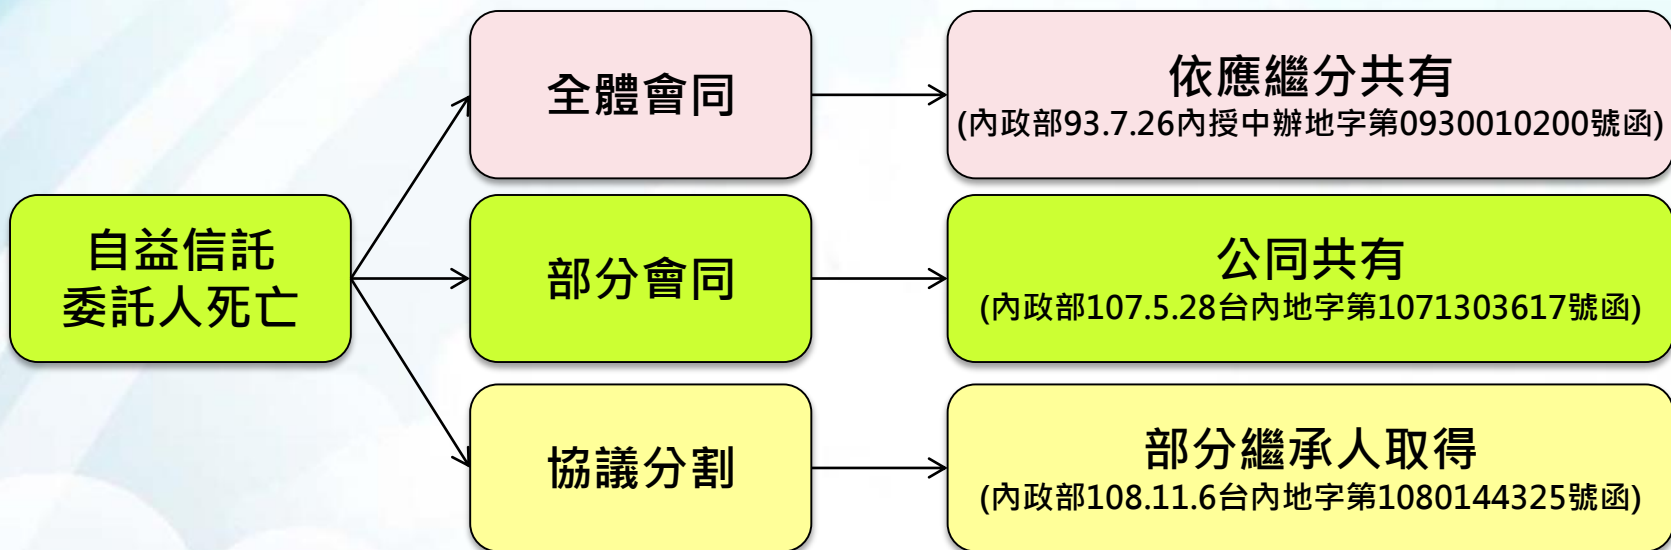 全體會同
依應繼分共有
(內政部93.7.26內授中辦地字第0930010200號函)
自益信託
委託人死亡
部分會同
公同共有
(內政部107.5.28台內地字第1071303617號函)
協議分割
部分繼承人取得
(內政部108.11.6台內地字第1080144325號函)